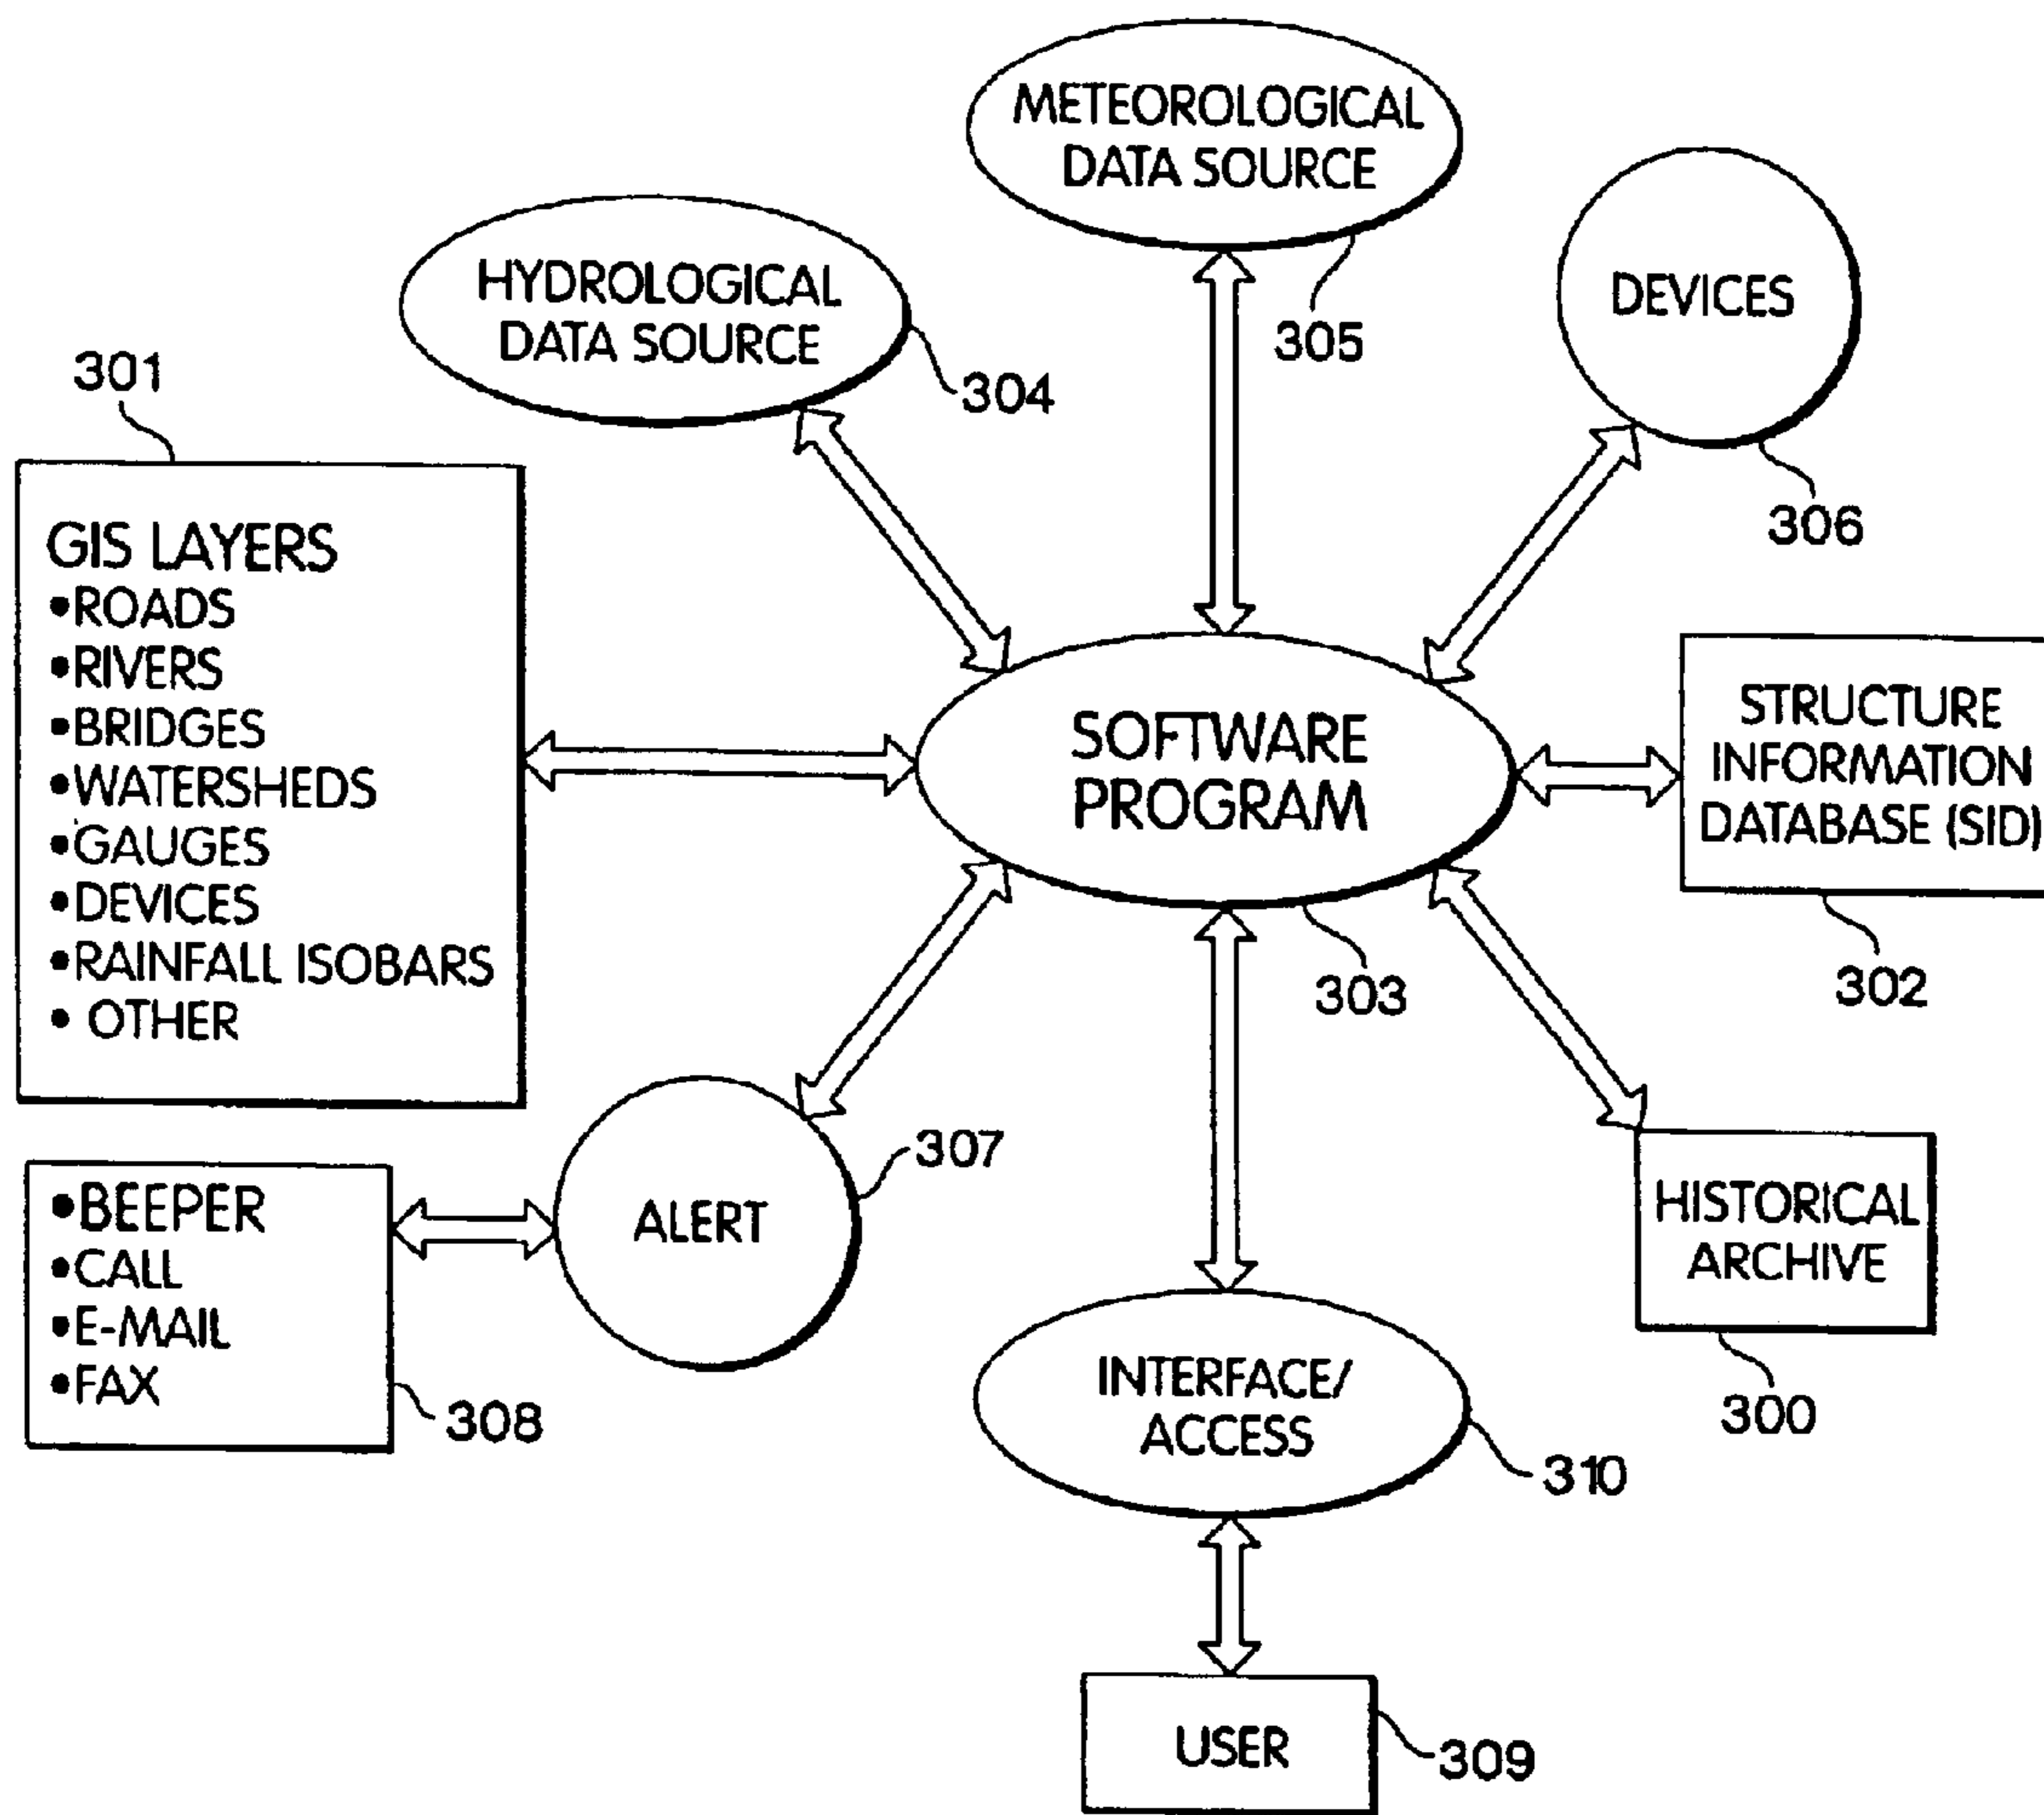 METEOROLOGICAL
DATA SOURCE
305
HYDROLOGICAL
DATA SOURCE
304
DEVICES
306
301
GIS LAYERS
•ROADS
•RIVERS
•BRIDGES
•WATERSHEDS
•GAUGES
•DEVICES
•RAINFALL ISOBARS
• OTHER
SOFTWARE
PROGRAM
303
STRUCTURE
INFORMATION
DATABASE (SID)
302
ALERT
307
•BEEPER
•CALL
•E-MAIL
•FAX
308
HISTORICAL
ARCHIVE
300
INTERFACE/
ACCESS
310
USER
309